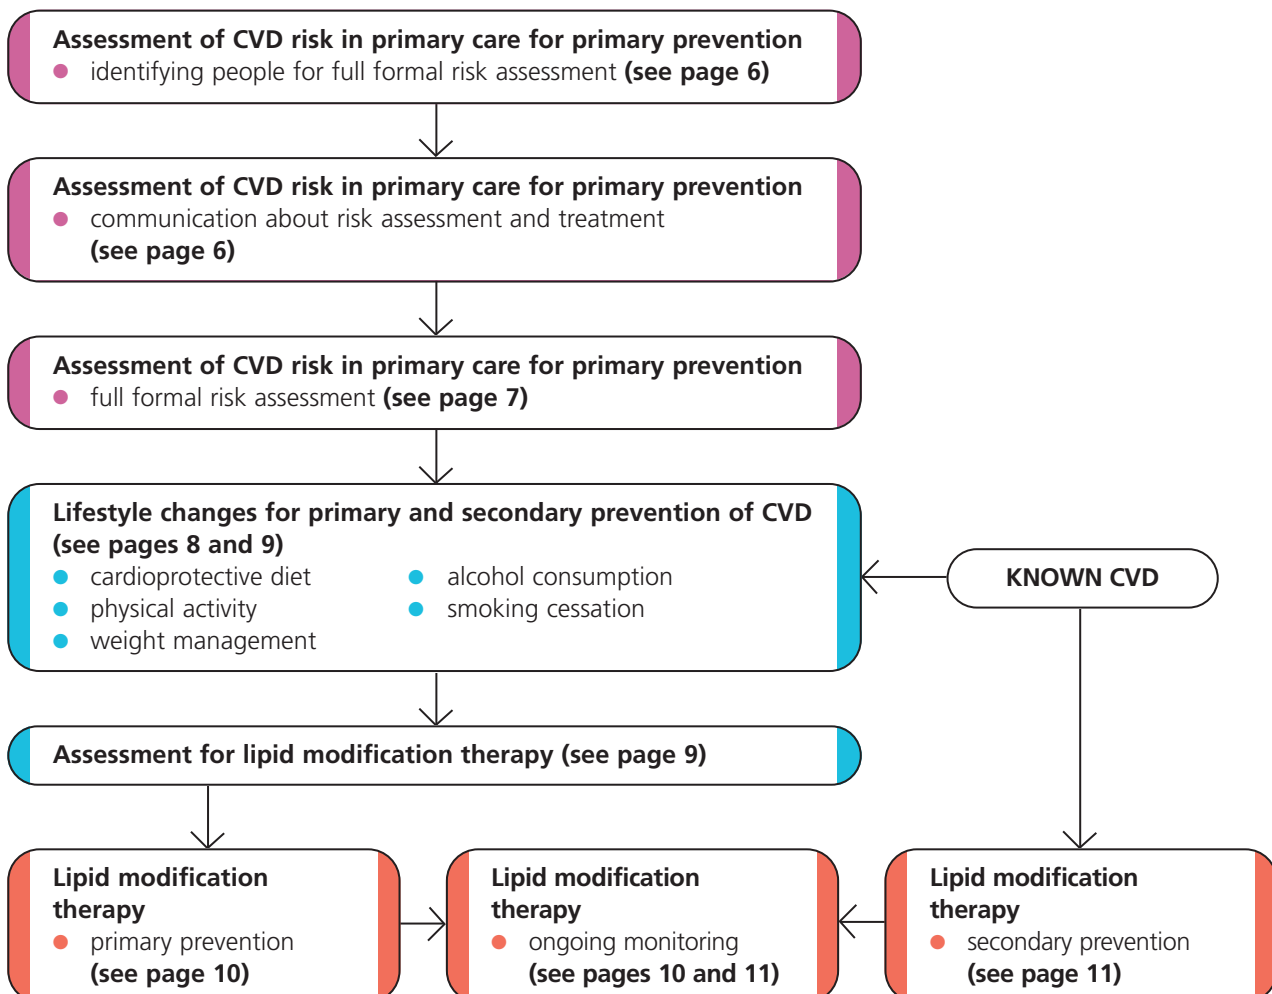 Assessment of CVD risk in primary care for primary prevention
● identifying people for full formal risk assessment (see page 6)
Assessment of CVD risk in primary care for primary prevention
● communication about risk assessment and treatment
(see page 6)
Assessment of CVD risk in primary care for primary prevention
● full formal risk assessment (see page 7)
Lifestyle changes for primary and secondary prevention of CVD
(see pages 8 and 9)
● cardioprotective diet
● physical activity
● weight management
● alcohol consumption
● smoking cessation
KNOWN CVD
Assessment for lipid modification therapy (see page 9)
Lipid modification
therapy
● primary prevention
(see page 10)
Lipid modification
therapy
● ongoing monitoring
(see pages 10 and 11)
Lipid modification
therapy
● secondary prevention
(see page 11)